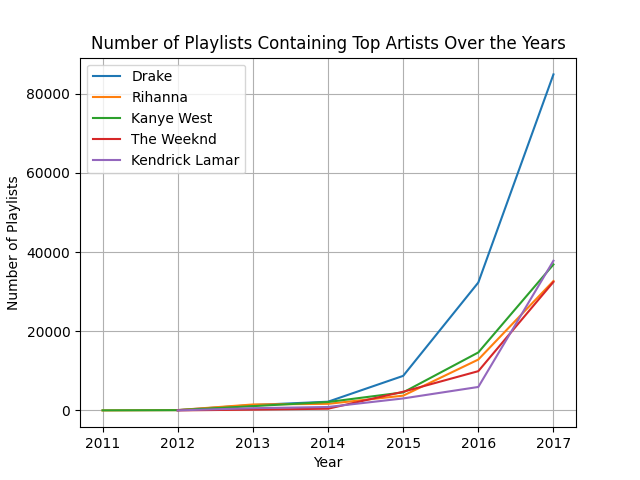 Number of Playlists Containing Top Artists Over the Years
Drake
Rihanna
Kanye West
The Weeknd
Kendrick Lamar
Number of Playlists
80000
60000
40000
20000
0
2011 2012 2013 2014 2015 2016 2017
Year